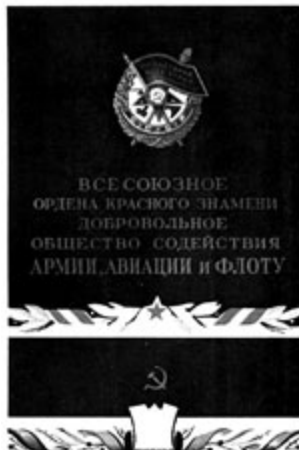 ВСЕСОЮЗНОЕ
ОРДЕНА КРАСНОГО ЗНАМЕНИ
ДОБРОВОЛЬНОЕ
ОБЩЕСТВО СОДЕЙСТВИЯ
АРМИИ, АВИАЦИИ и ФЛОТУ